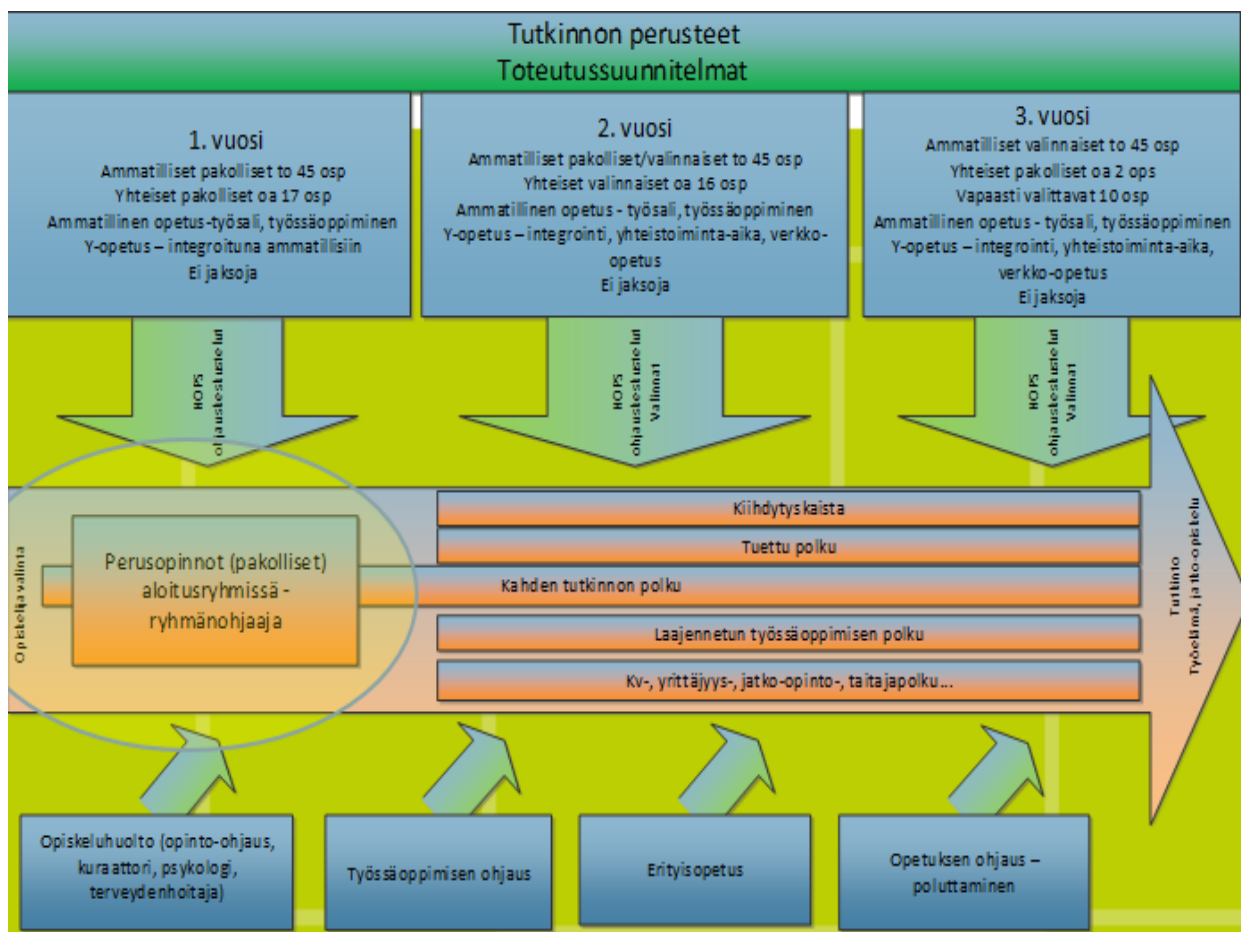 Tutkinnon perusteet
Toteutussuunnitelmat
1. vuosi
Ammatilliset pakolliset to 45 osp
Yhteiset pakolliset oa 17 osp
Ammatillinen opetus-työsali, työssäoppiminen
Y-opetus – integroituna ammatillisiin
Ei jaksoja
2. vuosi
Ammatilliset pakolliset/valinnaiset to 45 osp
Yhteiset valinnaiset oa 16 osp
Ammatillinen opetus - työsali, työssäoppiminen
Y-opetus – integrointi, yhteistoiminta-aika, verkko-
opetus
Ei jaksoja
3. vuosi
Ammatilliset valinnaiset to 45 osp
Yhteiset pakolliset oa 2 ops
Vapaasti valittavat 10 osp
Ammatillinen opetus - työsali, työssäoppiminen
Y-opetus – integrointi, yhteistoiminta-aika,
verkko-opetus
Ei jaksoja
HOPS
ohjauskeskustelut
HOPS
ohjauskeskustelut
Valinnat
HOPS
ohjauskeskustelut
Valinnat
Opiskelijavalinta
Perusopinnot (pakolliset)
aloitusryhmissä -
ryhmänohjaaja
Kiihdytyskaista
Tuettu polku
Kahden tutkinnon polku
Laajennetun työssäoppimisen polku
Kv-, yrittäjyys-, jatko-opinto-, taitajapolku...
Tutkinto
Työelämä, jatko-opiskelu
Opiskeluhuolto (opinto-ohjaus,
kuraattori, psykologi,
terveydenhoitaja)
Työssäoppimisen ohjaus
Erityisopetus
Opetuksen ohjaus –
poluttaminen